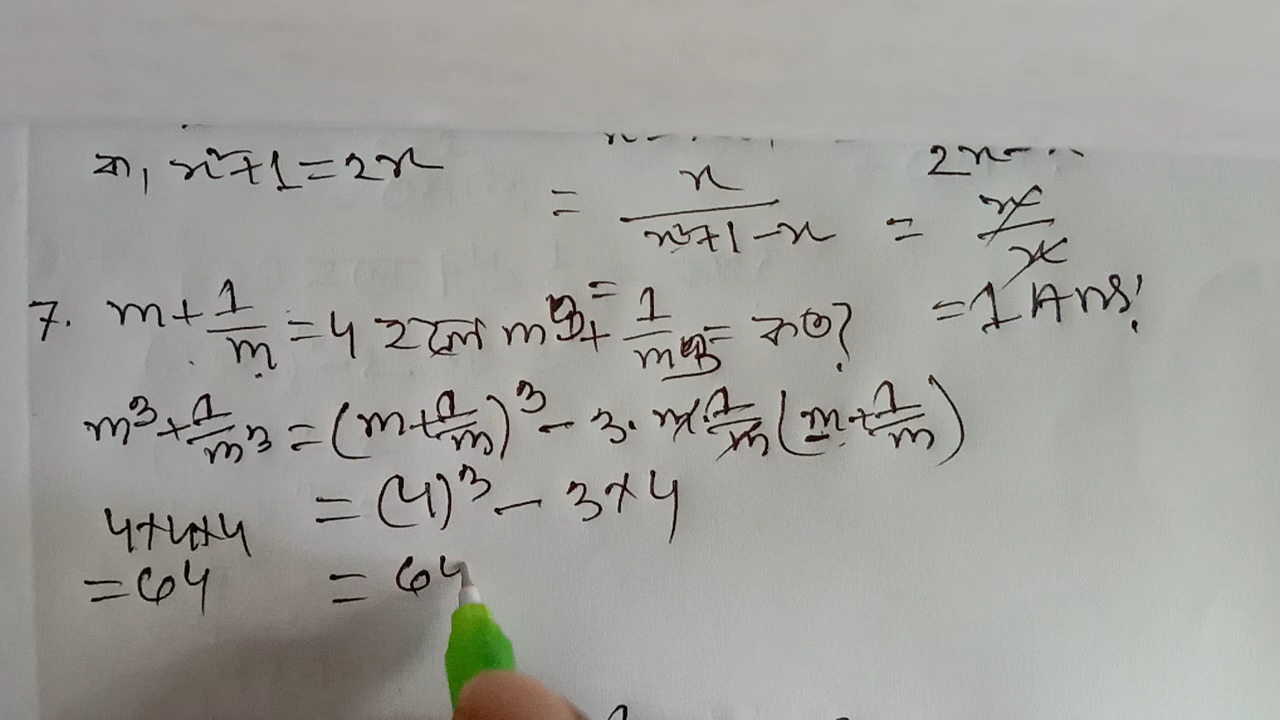 বা, x²+1=2x
= x/(x²+1-x) = x/x
=1 Ans!
7. m+1/m=4 হলে m³+1/m³= কত?
m³+1/m³=(m+1/m)³-3.m.1/m(m+1/m)
=(4)³-3×4
4×4×4
=64
=64